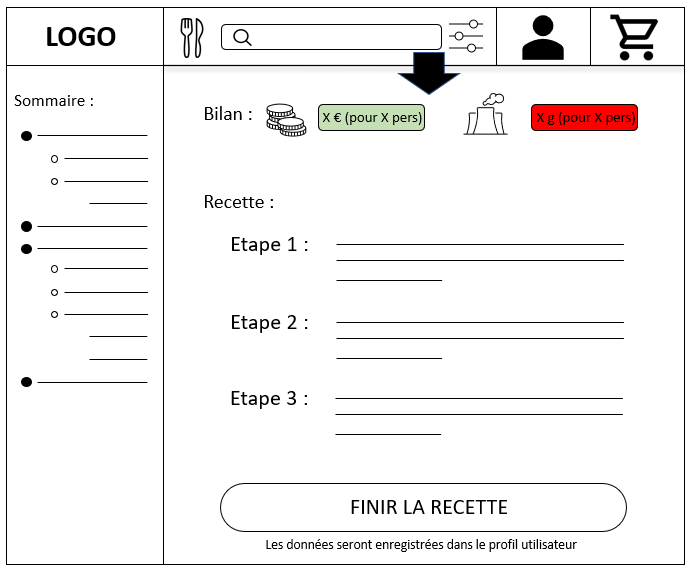 LOGO
Sommaire :
Bilan :
X € (pour X pers)
X g (pour X pers)
Recette :
Etape 1 :
Etape 2 :
Etape 3 :
FINIR LA RECETTE
Les données seront enregistrées dans le profil utilisateur